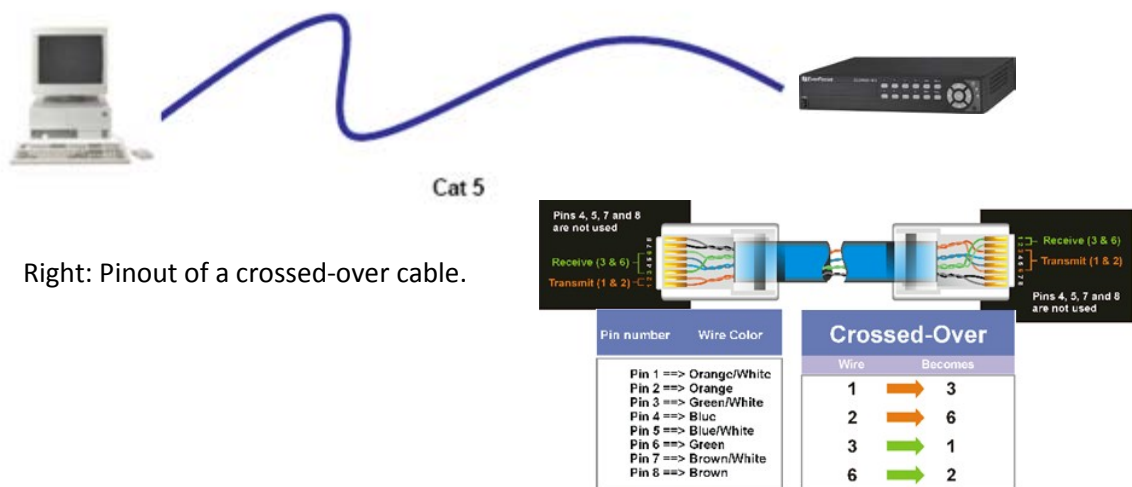 EverFocus
Cat 5
Right: Pinout of a crossed-over cable.
Pins 4, 5, 7 and 8
are not used
Receive (3 & 6)
Transmit (1 & 2)
Receive (3 & 6)
Transmit (1 & 2)
Pins 4, 5, 7 and 8
are not used
Pin number Wire Color
Pin 1 ==> Orange/White
Pin 2 ==> Orange
Pin 3 ==> Green/White
Pin 4 ==> Blue
Pin 5 ==> Blue/White
Pin 6 ==> Green
Pin 7 ==> Brown/White
Pin 8 ==> Brown
Crossed-Over
Wire Becomes
1 3
2 6
3 1
6 2